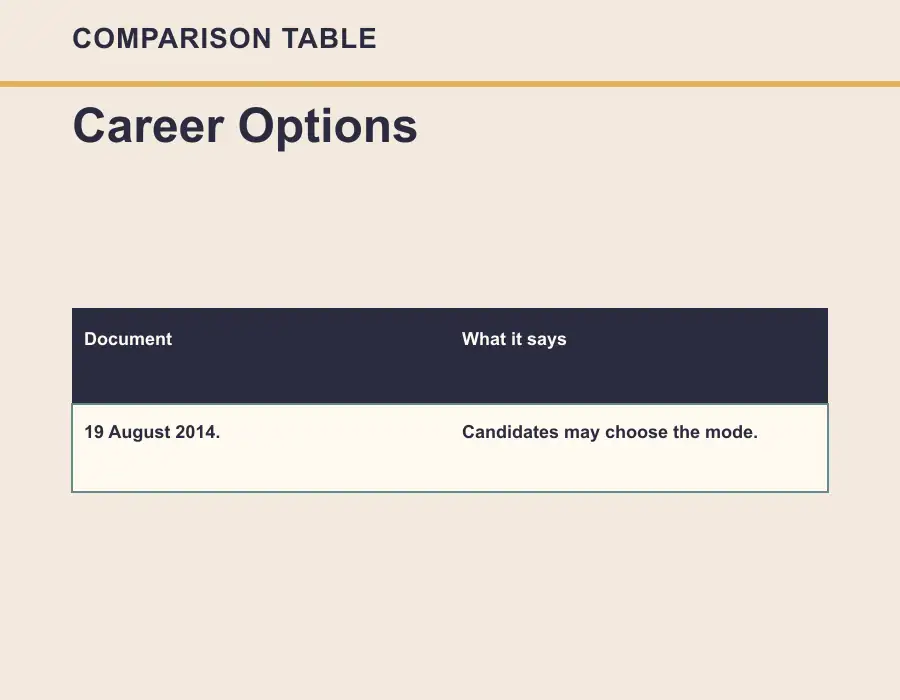 COMPARISON TABLE
Career Options
Document
What it says
19 August 2014.
Candidates may choose the mode.